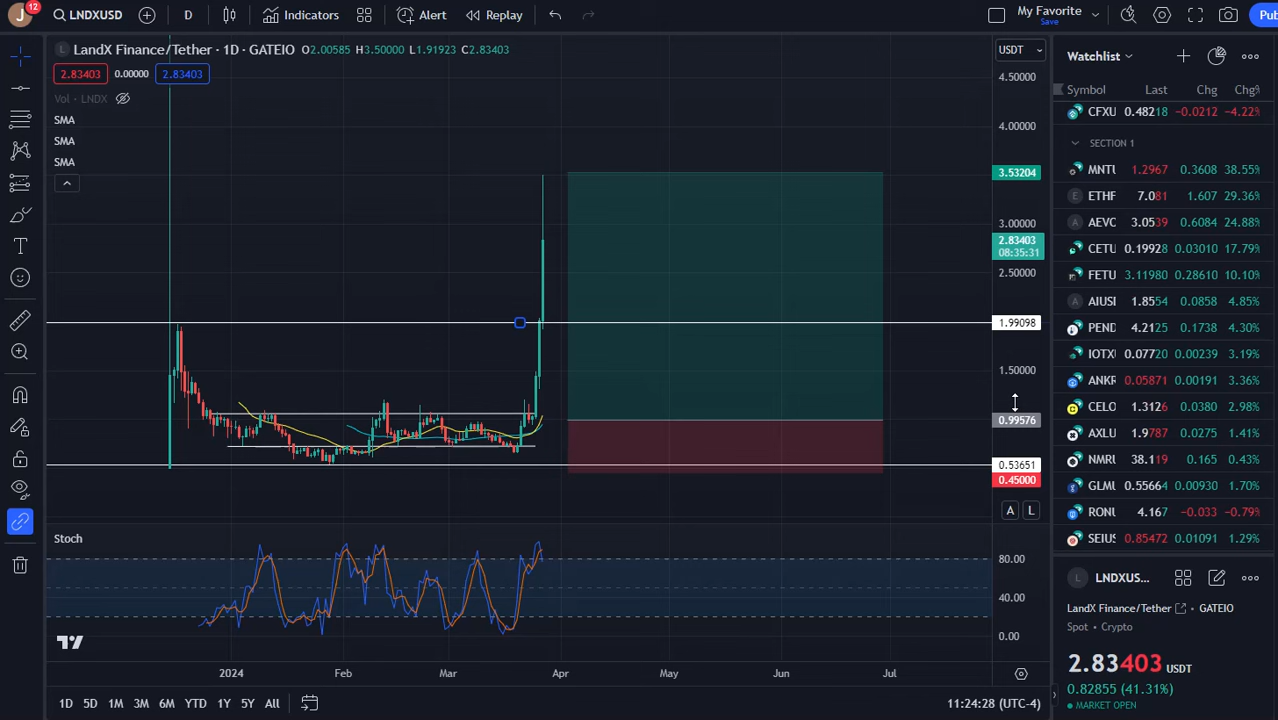 J 12 LNDXUSD D Indicators Alert Replay My Favorite Save Pub
L LandX Finance/Tether · 1D · GATEIO O2.00585 H3.50000 L1.91923 C2.83403
2.83403 0.00000 2.83403
Vol · LNDX
SMA
SMA
SMA
USDT
4.50000
4.00000
3.53204
3.00000
2.83403
08:35:31
2.50000
1.99098
1.50000
0.99576
0.53651
0.45000
A L
Stoch
80.00
40.00
0.00
2024 Feb Mar Apr May Jun Jul
1D 5D 1M 3M 6M YTD 1Y 5Y All 11:24:28 (UTC-4)
Watchlist
Symbol Last Chg Chg%
CFXU 0.48218 −0.0212 −4.22%
SECTION 1
MNTU 1.2967 0.3608 38.55%
E ETHF 7.081 1.607 29.36%
A AEVO 3.0539 0.6084 24.88%
CETU 0.19928 0.03010 17.79%
FETU 3.11980 0.28610 10.10%
A AIUSI 1.8554 0.0858 4.85%
PEND 4.2125 0.1738 4.30%
IOTX 0.07720 0.00239 3.19%
ANKR 0.05871 0.00191 3.36%
CELO 1.3126 0.0380 2.98%
AXLU 1.9787 0.0275 1.41%
NMR 38.119 0.165 0.43%
GLMU 0.55664 0.00930 1.70%
RONU 4.167 −0.033 −0.79%
SEIUS 0.85472 0.01091 1.29%
L LNDXUS...
LandX Finance/Tether · GATEIO
Spot · Crypto
2.83403 USDT
0.82855 (41.31%)
MARKET OPEN